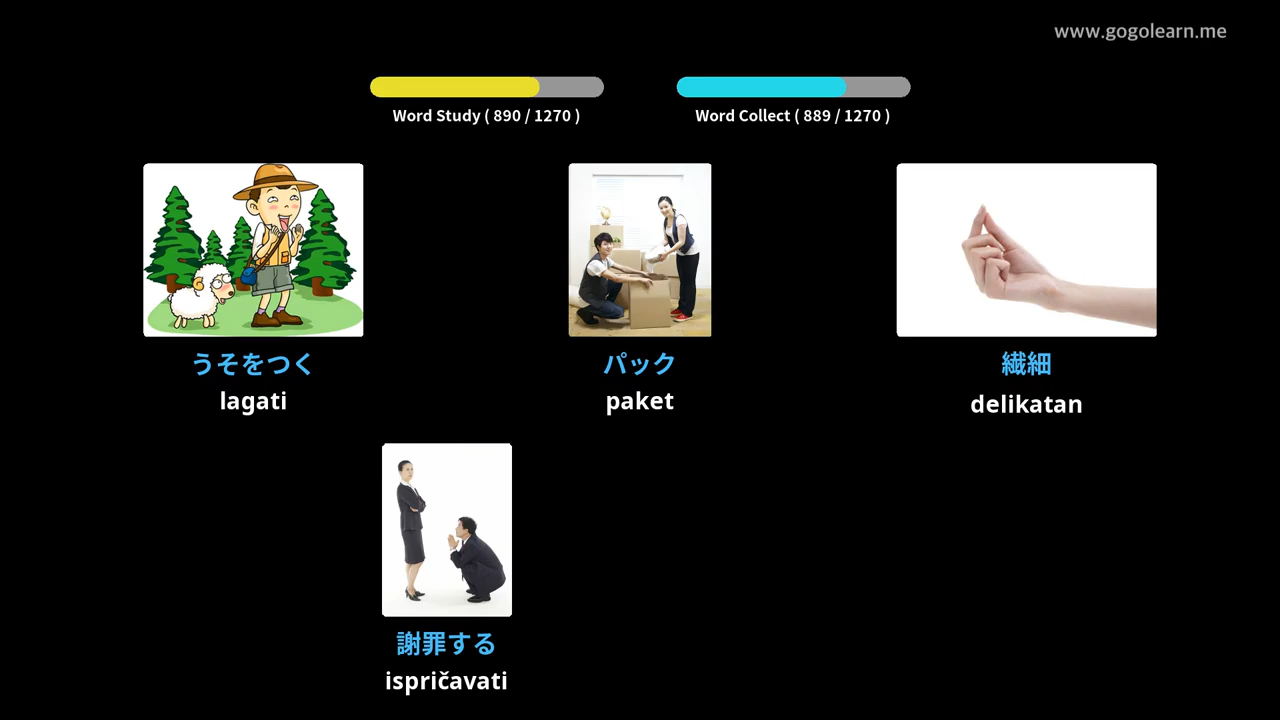 www.gogolearn.me
Word Study ( 890 / 1270 )
Word Collect ( 889 / 1270 )
うそをつく
lagati
パック
paket
繊細
delikatan
謝罪する
ispričavati